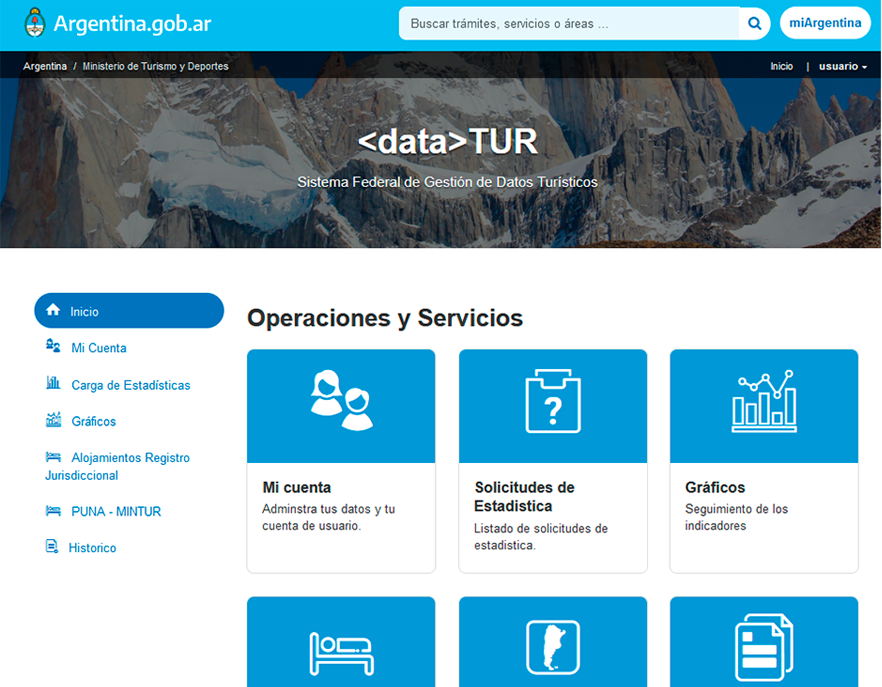 Argentina.gob.ar
Buscar trámites, servicios o áreas ...
miArgentina
Argentina / Ministerio de Turismo y Deportes
Inicio | usuario
<data>TUR
Sistema Federal de Gestión de Datos Turísticos
Inicio
Mi Cuenta
Carga de Estadísticas
Gráficos
Alojamientos Registro
Jurisdiccional
PUNA - MINTUR
Historico
Operaciones y Servicios
Mi cuenta
Adminstra tus datos y tu
cuenta de usuario.
?
Solicitudes de
Estadistica
Listado de solicitudes de
estadistica.
Gráficos
Seguimiento de los
indicadores